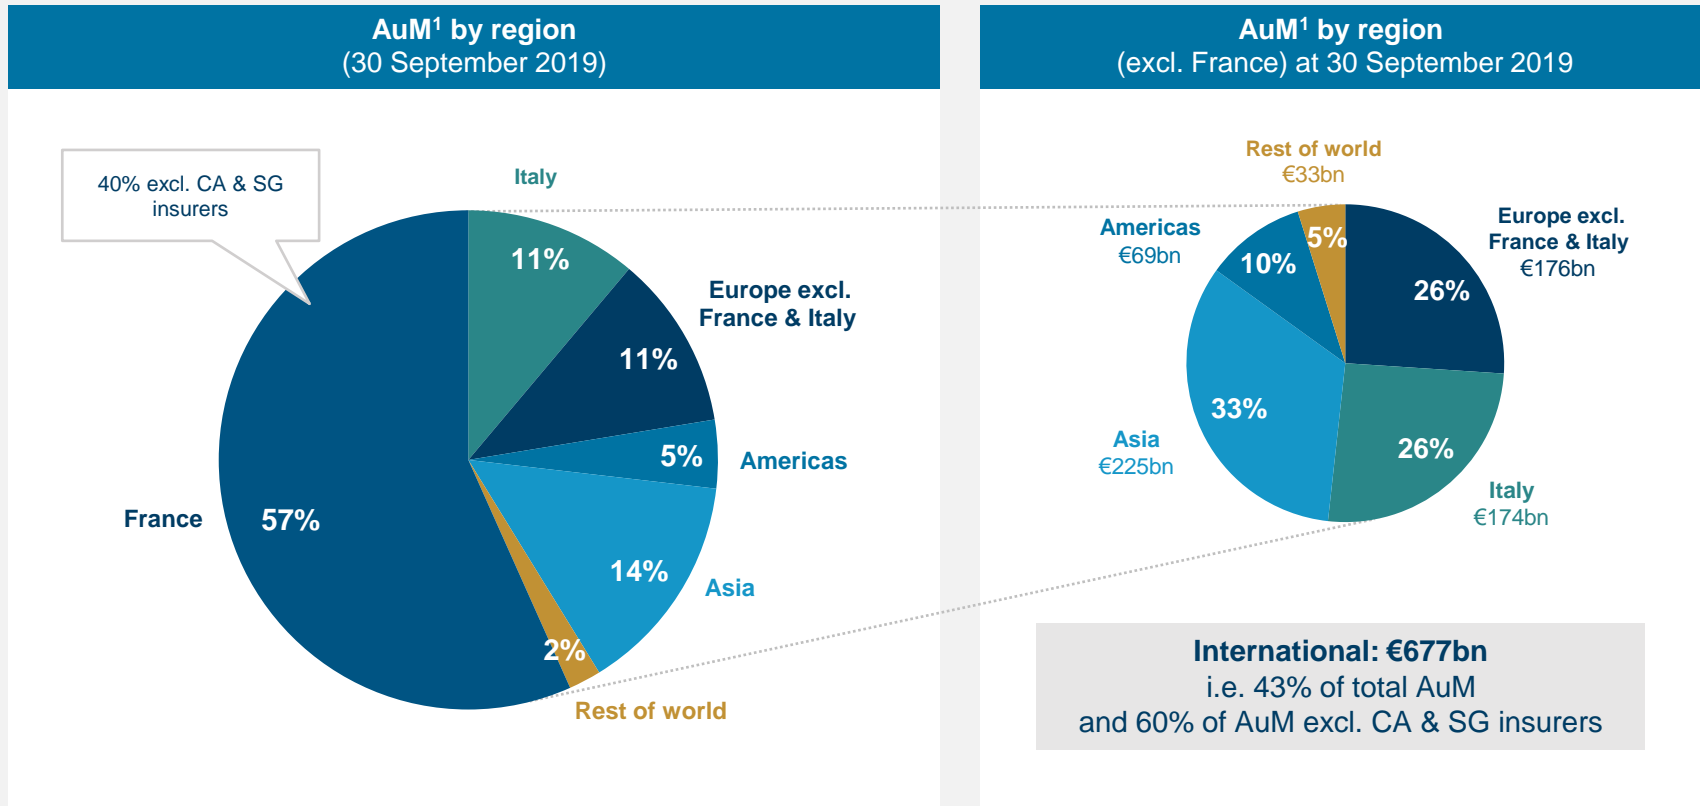 AuM¹ by region
(30 September 2019)
40% excl. CA & SG
insurers
Italy
11%
Europe excl.
France & Italy
11%
5%
Americas
France
57%
14%
Asia
2%
Rest of world
AuM¹ by region
(excl. France) at 30 September 2019
Rest of world
€33bn
Americas
€69bn
5%
10%
Europe excl.
France & Italy
€176bn
26%
33%
Asia
€225bn
26%
Italy
€174bn
International: €677bn
i.e. 43% of total AuM
and 60% of AuM excl. CA & SG insurers